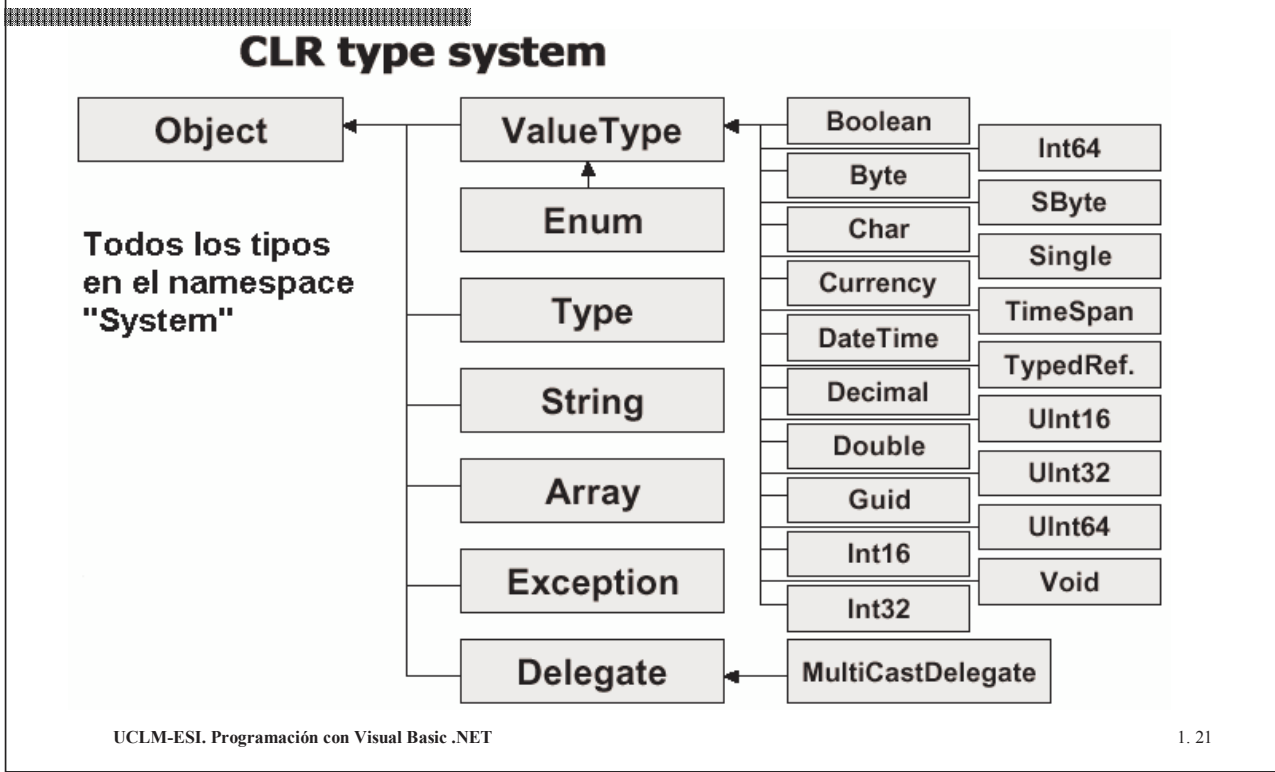 CLR type system
Object
ValueType
Enum
Type
String
Array
Exception
Delegate
Todos los tipos
en el namespace
"System"
Boolean
Byte
Char
Currency
DateTime
Decimal
Double
Guid
Int16
Int32
Int64
SByte
Single
TimeSpan
TypedRef.
UInt16
UInt32
UInt64
Void
MultiCastDelegate
UCLM-ESI. Programación con Visual Basic .NET
1. 21